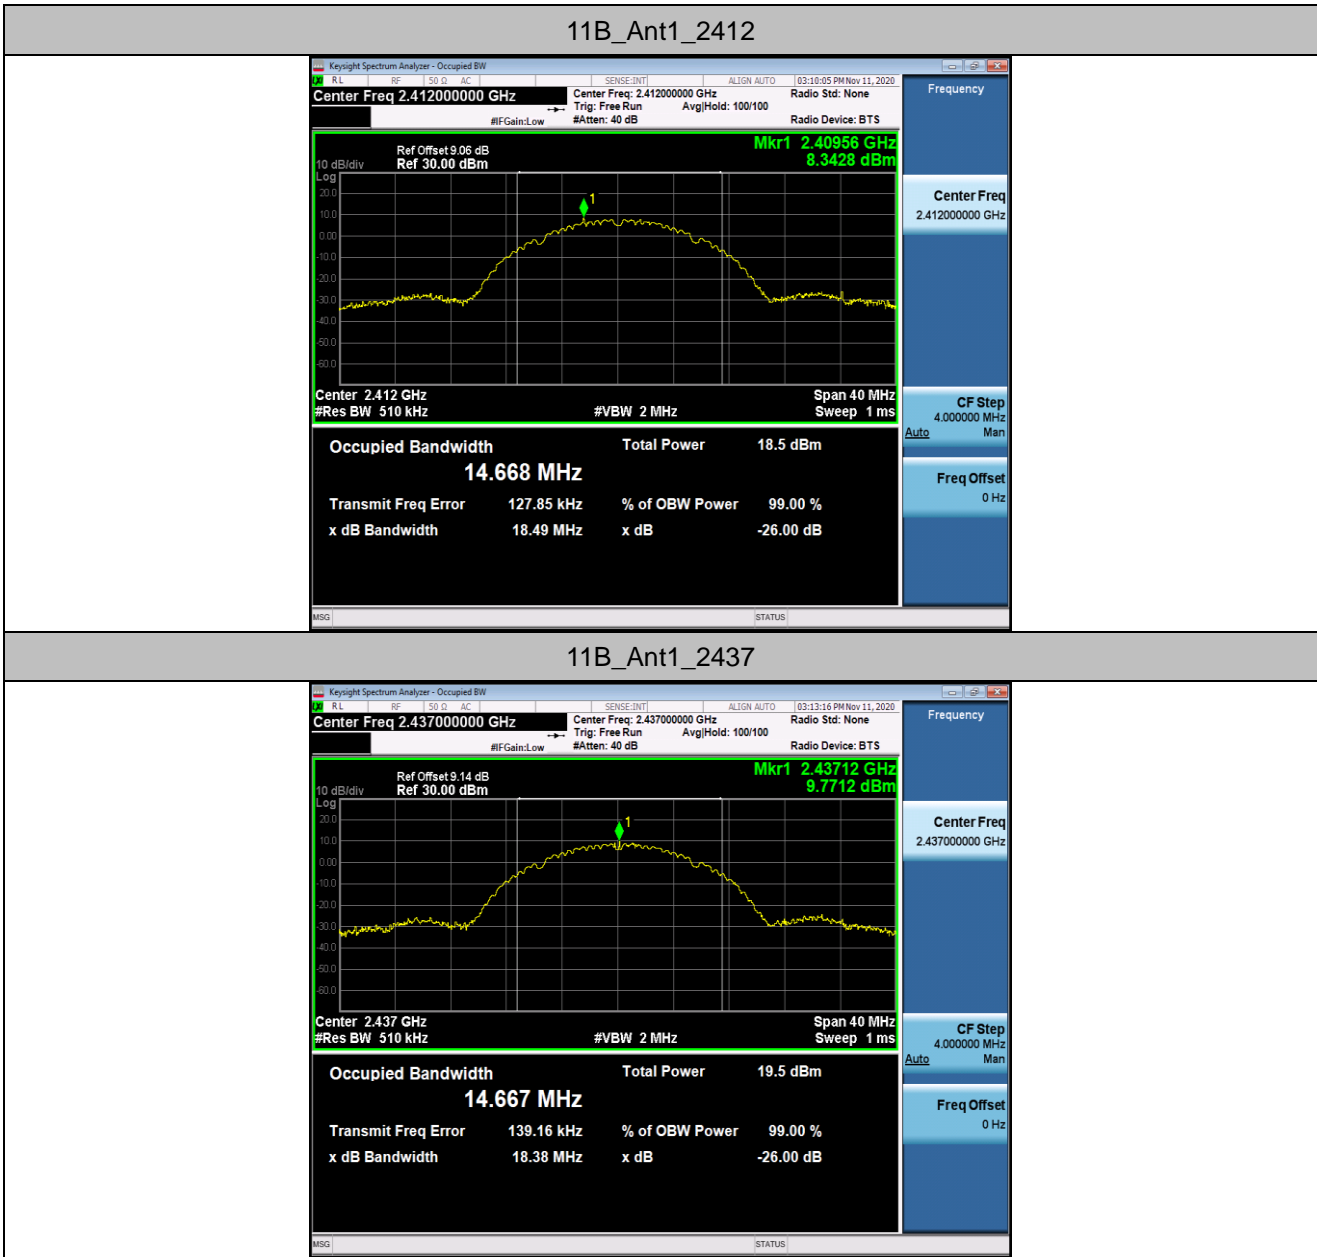 11B_Ant1_2412
Keysight Spectrum Analyzer - Occupied BW
RL RF 50 Ω AC SENSE:INT ALIGN AUTO 03:10:05 PM Nov 11, 2020
Center Freq 2.412000000 GHz
Center Freq: 2.412000000 GHz
Radio Std: None
Trig: Free Run Avg|Hold: 100/100
#IFGain:Low #Atten: 40 dB Radio Device: BTS
Frequency
Mkr1 2.40956 GHz
8.3428 dBm
Ref Offset 9.06 dB
10 dB/div Ref 30.00 dBm
Log
20.0
10.0
0.00
-10.0
-20.0
-30.0
-40.0
-50.0
-60.0
1
Center 2.412 GHz Span 40 MHz
#Res BW 510 kHz #VBW 2 MHz Sweep 1 ms
Center Freq
2.412000000 GHz
CF Step
4.000000 MHz
Auto Man
Freq Offset
0 Hz
Occupied Bandwidth Total Power 18.5 dBm
14.668 MHz
Transmit Freq Error 127.85 kHz % of OBW Power 99.00 %
x dB Bandwidth 18.49 MHz x dB -26.00 dB
MSG STATUS
11B_Ant1_2437
Keysight Spectrum Analyzer - Occupied BW
RL RF 50 Ω AC SENSE:INT ALIGN AUTO 03:13:16 PM Nov 11, 2020
Center Freq 2.437000000 GHz
Center Freq: 2.437000000 GHz
Radio Std: None
Trig: Free Run Avg|Hold: 100/100
#IFGain:Low #Atten: 40 dB Radio Device: BTS
Frequency
Mkr1 2.43712 GHz
9.7712 dBm
Ref Offset 9.14 dB
10 dB/div Ref 30.00 dBm
Log
20.0
10.0
0.00
-10.0
-20.0
-30.0
-40.0
-50.0
-60.0
1
Center 2.437 GHz Span 40 MHz
#Res BW 510 kHz #VBW 2 MHz Sweep 1 ms
Center Freq
2.437000000 GHz
CF Step
4.000000 MHz
Auto Man
Freq Offset
0 Hz
Occupied Bandwidth Total Power 19.5 dBm
14.667 MHz
Transmit Freq Error 139.16 kHz % of OBW Power 99.00 %
x dB Bandwidth 18.38 MHz x dB -26.00 dB
MSG STATUS